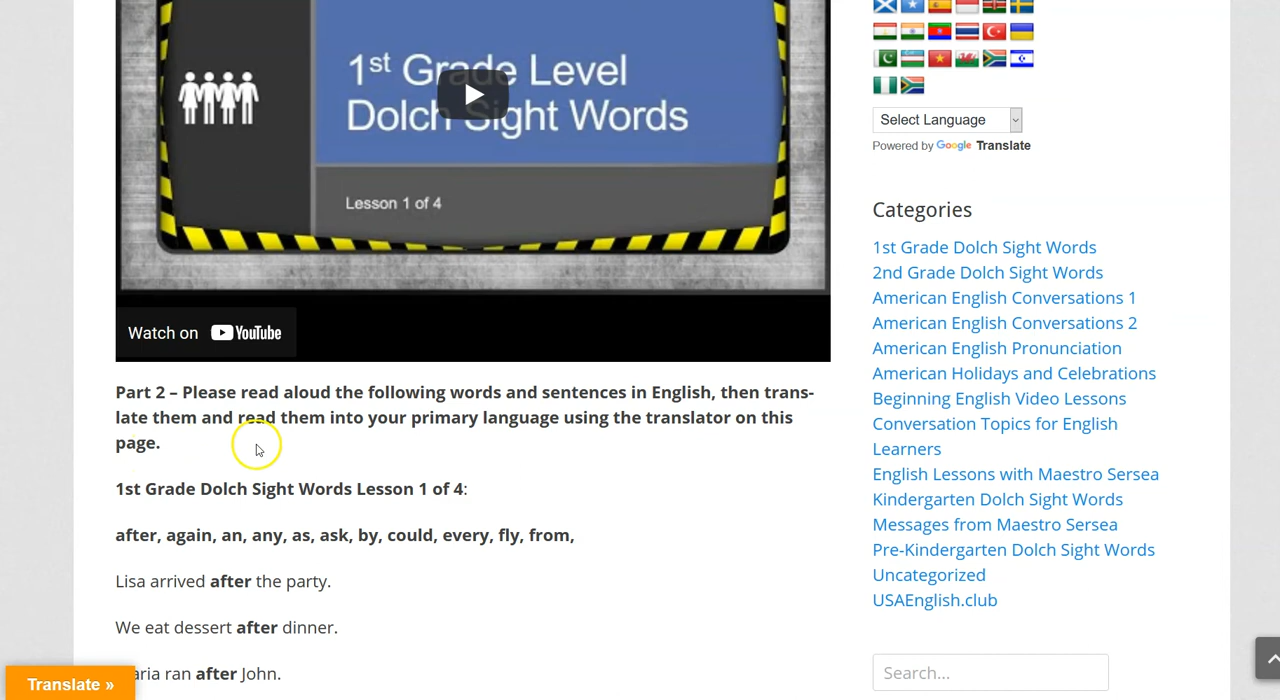 1st Grade Level
Dolch Sight Words
Lesson 1 of 4
Watch on YouTube
Part 2 – Please read aloud the following words and sentences in English, then trans-
late them and read them into your primary language using the translator on this
page.
1st Grade Dolch Sight Words Lesson 1 of 4:
after, again, an, any, as, ask, by, could, every, fly, from,
Lisa arrived after the party.
We eat dessert after dinner.
aria ran after John.
Translate »
Select Language
Powered by Google Translate
Categories
1st Grade Dolch Sight Words
2nd Grade Dolch Sight Words
American English Conversations 1
American English Conversations 2
American English Pronunciation
American Holidays and Celebrations
Beginning English Video Lessons
Conversation Topics for English
Learners
English Lessons with Maestro Sersea
Kindergarten Dolch Sight Words
Messages from Maestro Sersea
Pre-Kindergarten Dolch Sight Words
Uncategorized
USAEnglish.club
Search...